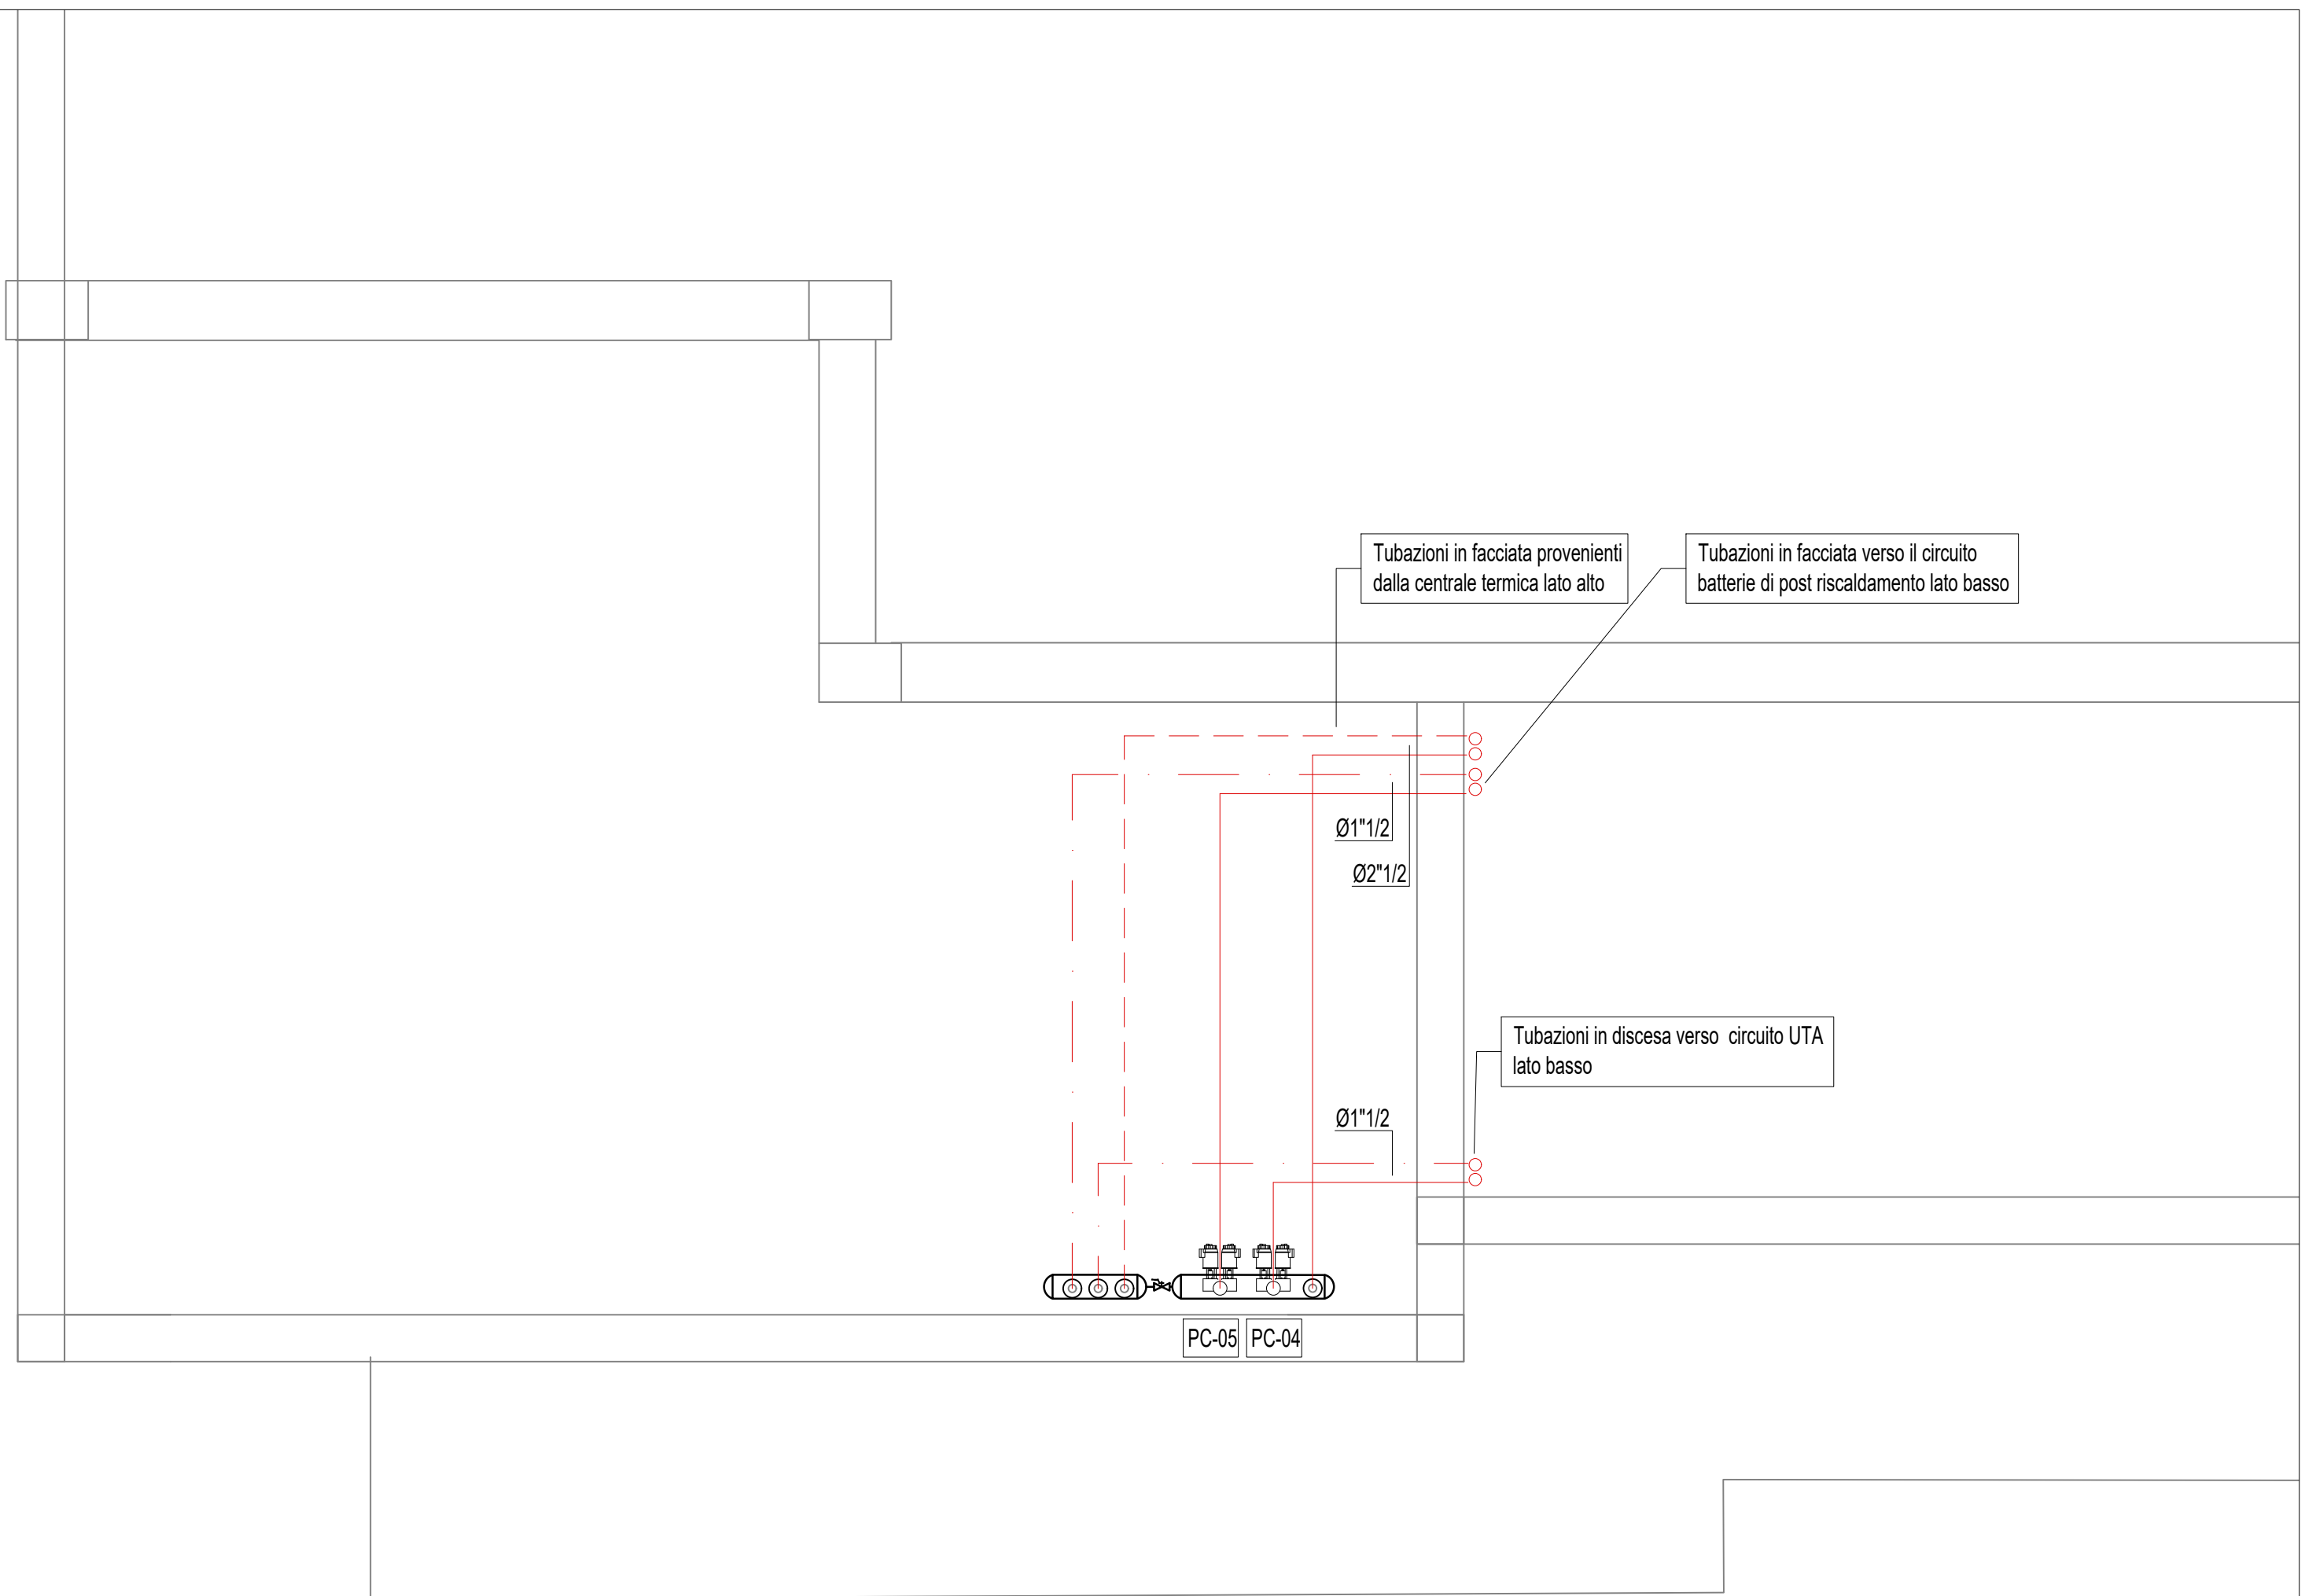 Tubazioni in facciata provenienti
dalla centrale termica lato alto
Tubazioni in facciata verso il circuito
batterie di post riscaldamento lato basso
Ø1"1/2
Ø2"1/2
Tubazioni in discesa verso circuito UTA
lato basso
Ø1"1/2
PC-05
PC-04